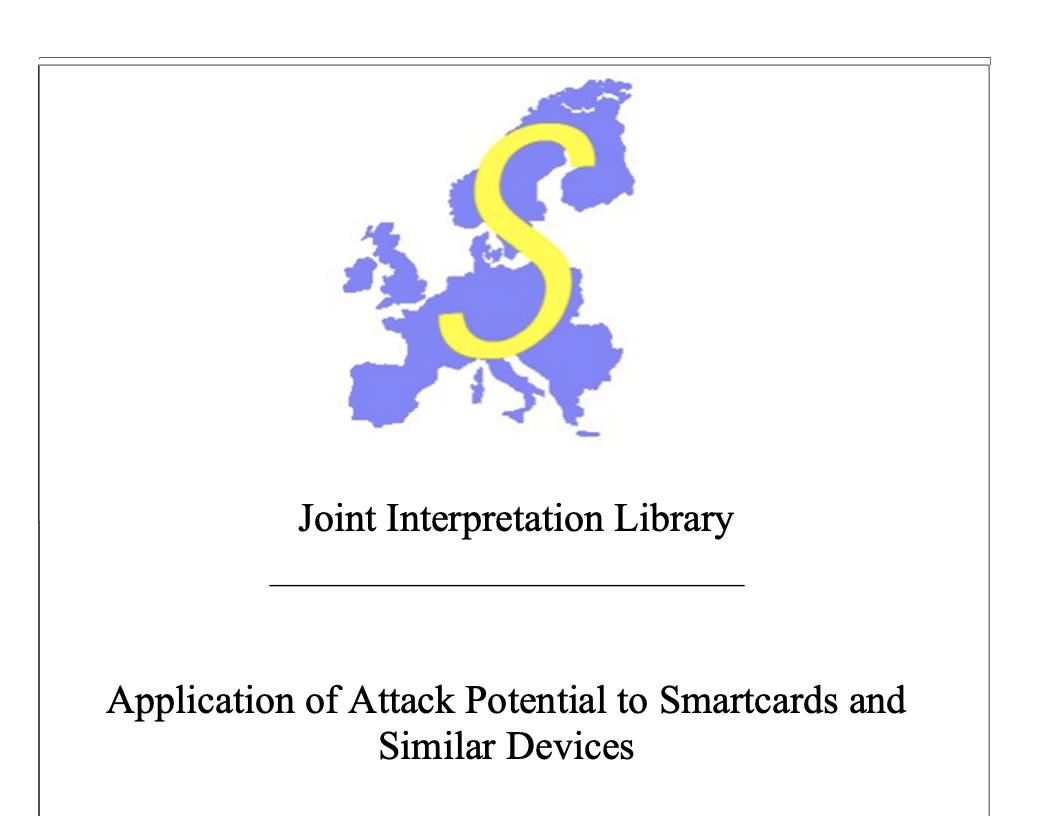 S
Joint Interpretation Library
Application of Attack Potential to Smartcards and
Similar Devices